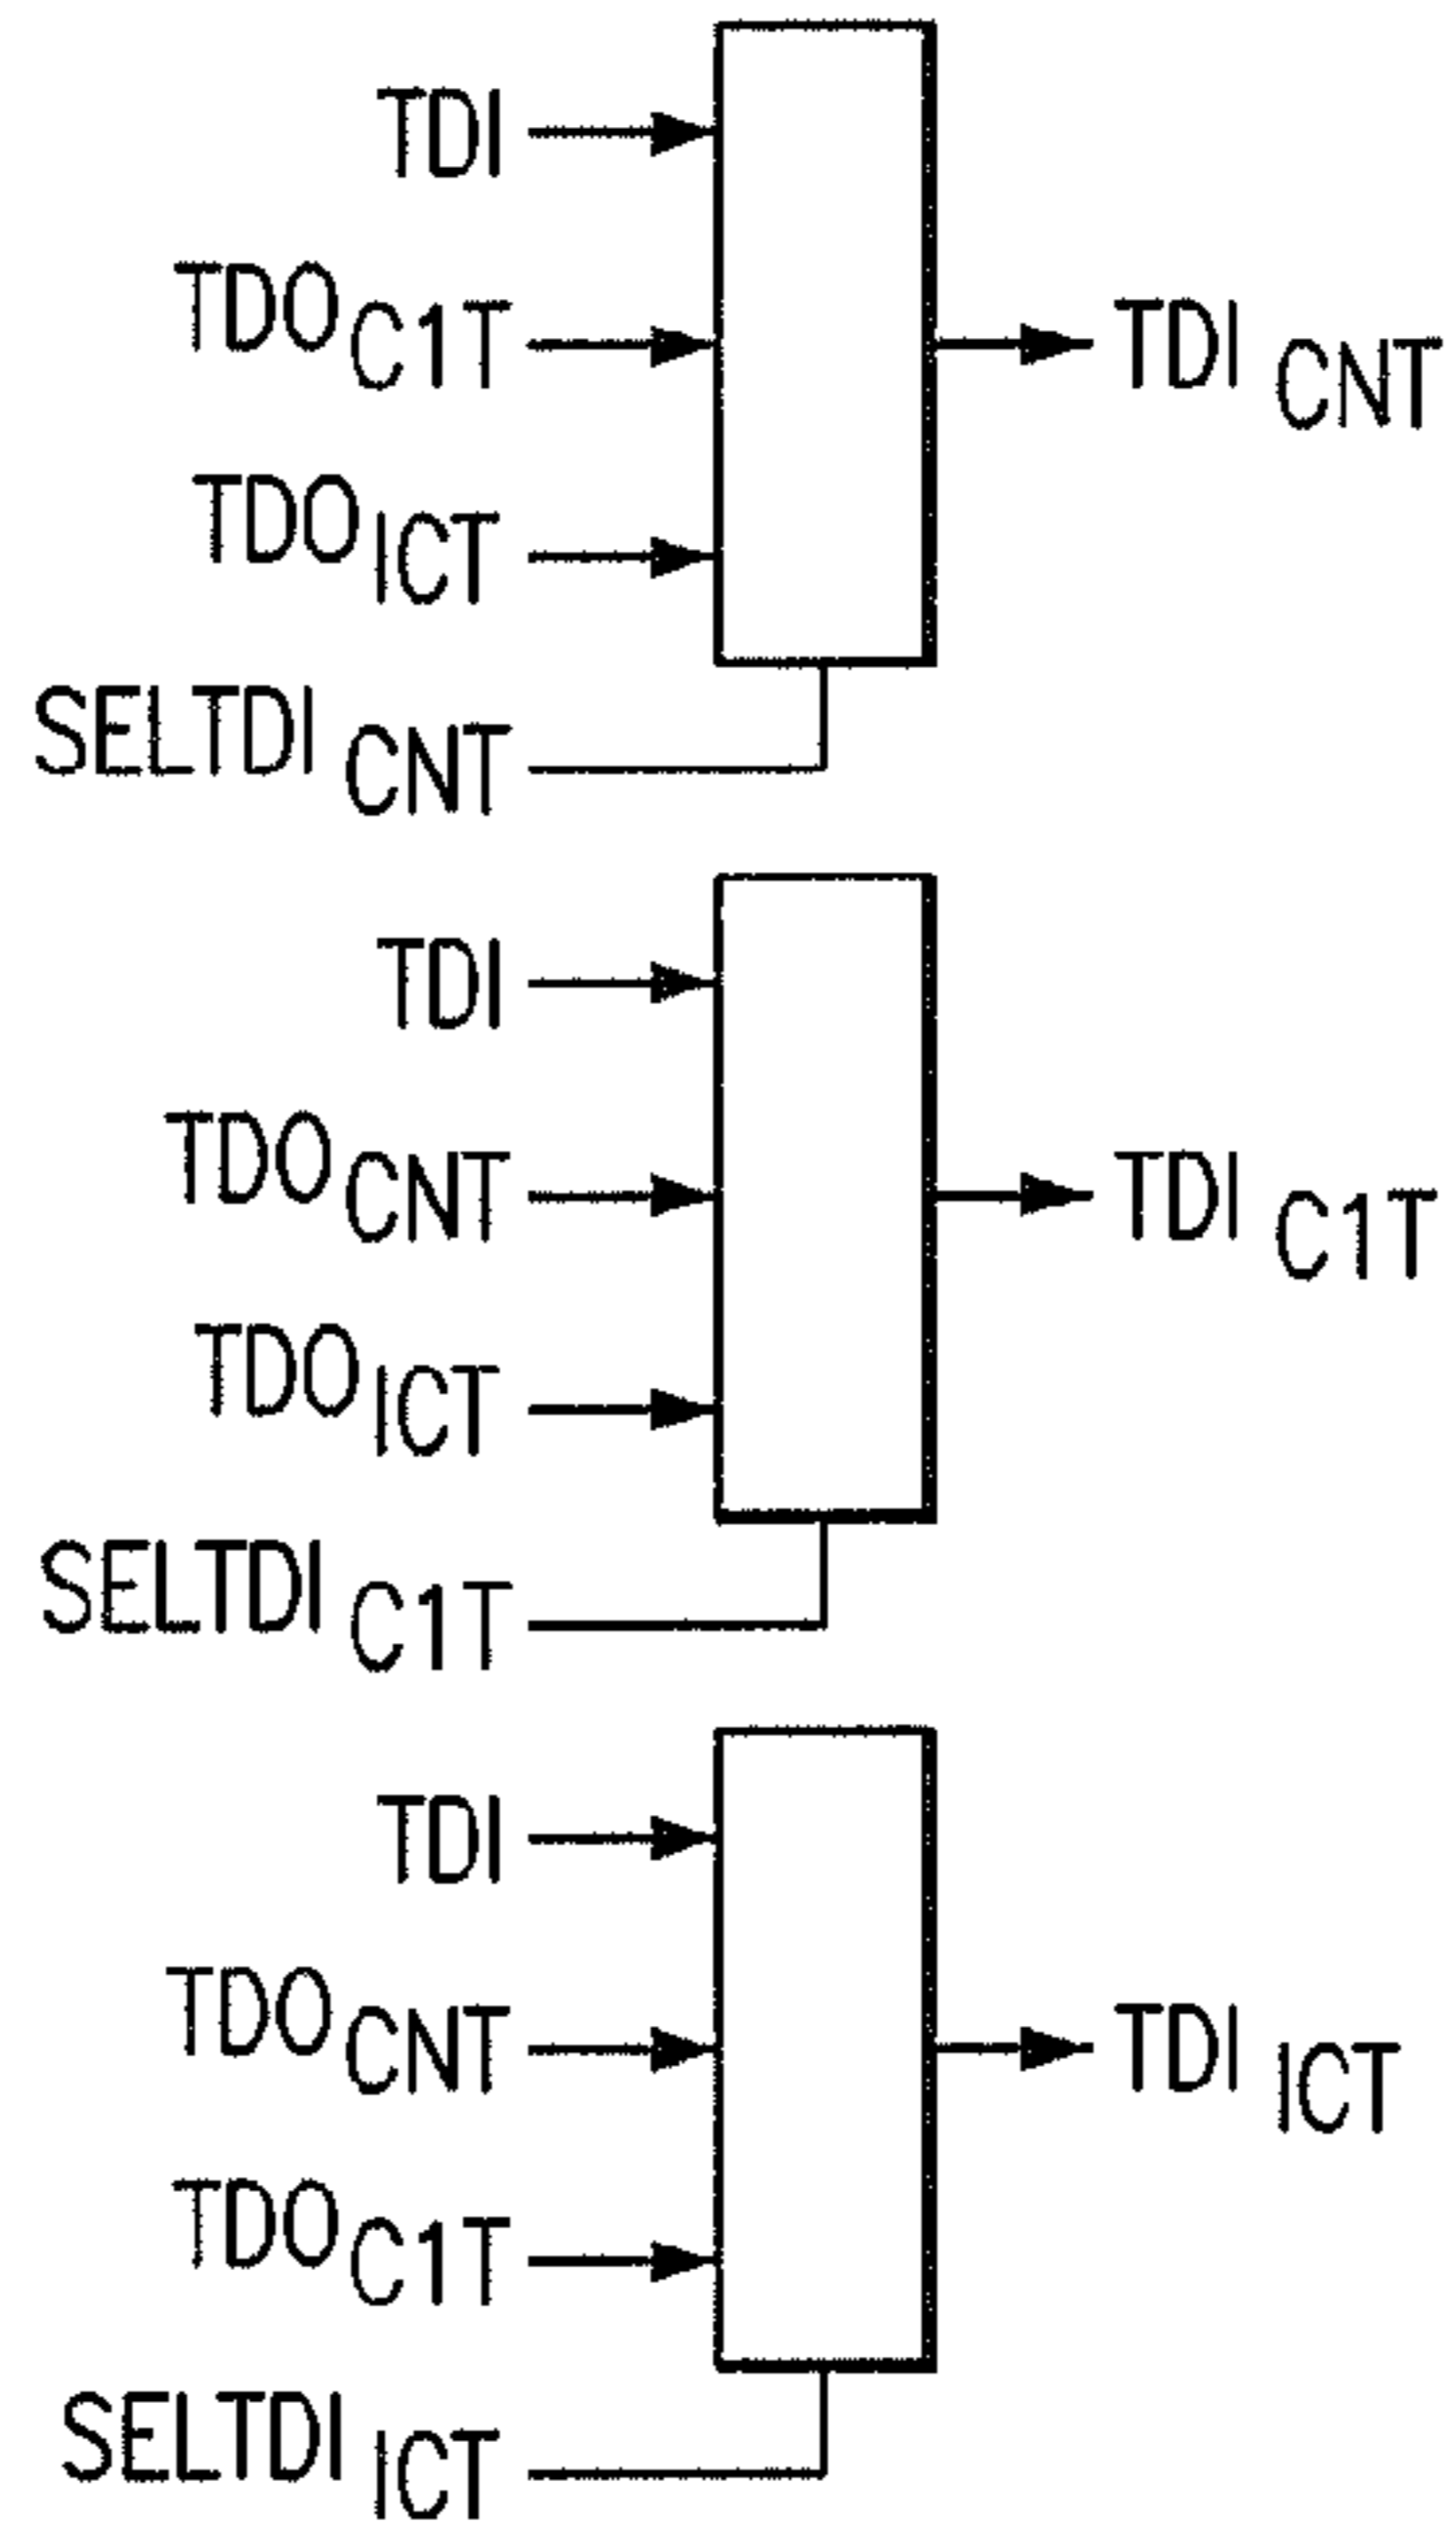 TDI
TDO C1T
TDI CNT
TDO ICT
SELTDI CNT
TDI
TDO CNT
TDI C1T
TDO ICT
SELTDI C1T
TDI
TDO CNT
TDI ICT
TDO C1T
SELTDI ICT